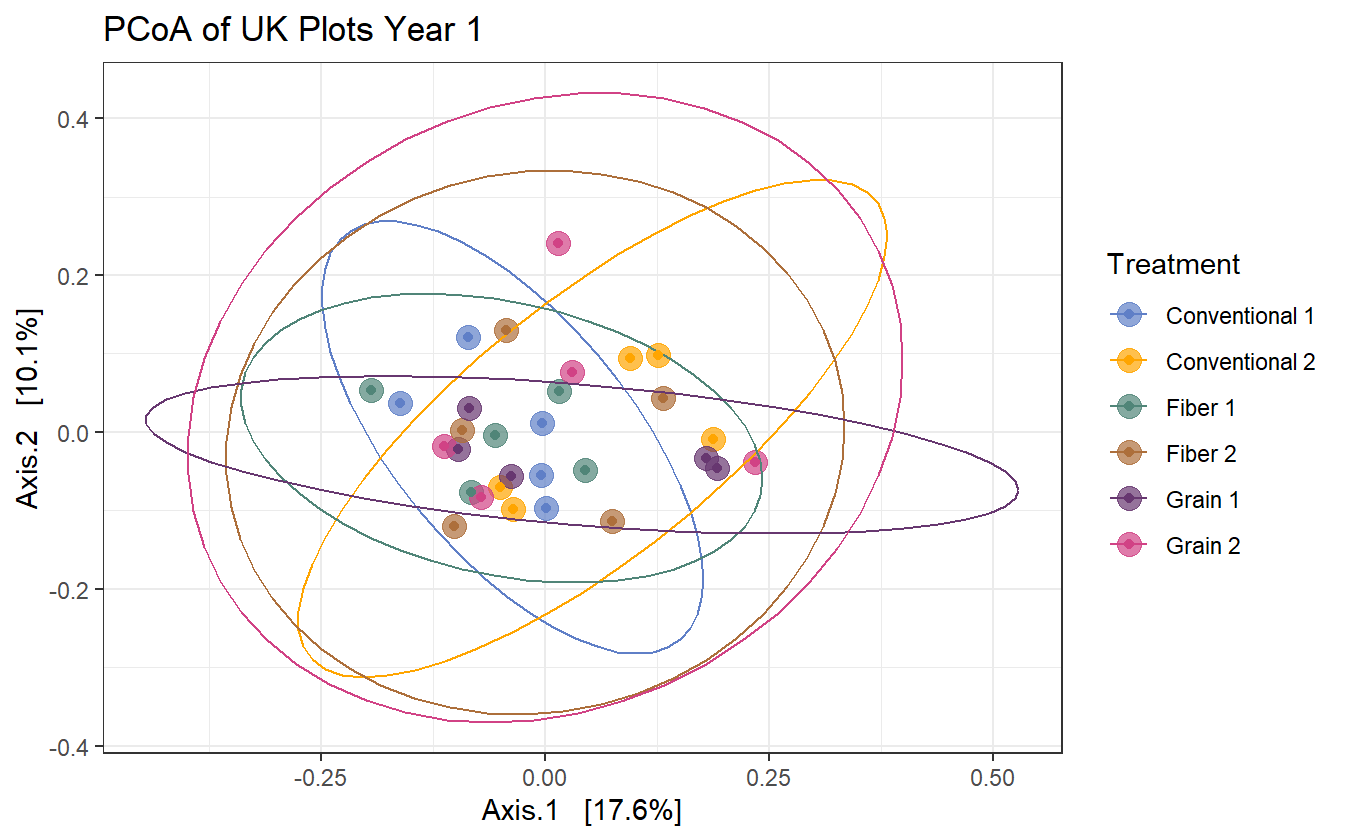 PCoA of UK Plots Year 1
0.4
0.2
0.0
-0.2
-0.4
Axis.2 [10.1%]
-0.25
0.00
0.25
0.50
Axis.1 [17.6%]
Treatment
Conventional 1
Conventional 2
Fiber 1
Fiber 2
Grain 1
Grain 2